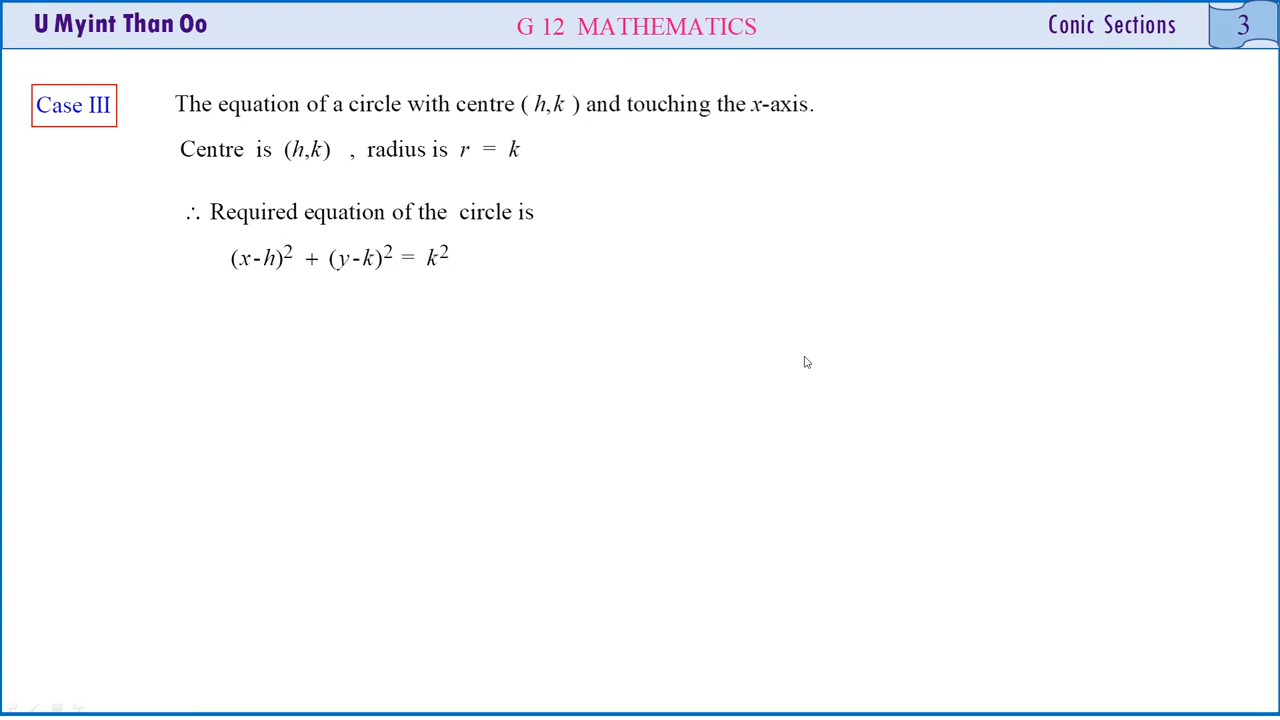 U Myint Than Oo
G 12 MATHEMATICS
Conic Sections
3
Case III
The equation of a circle with centre ( h,k ) and touching the x-axis.
Centre is (h,k) , radius is r = k
∴ Required equation of the circle is
(x-h)² + (y-k)² = k²